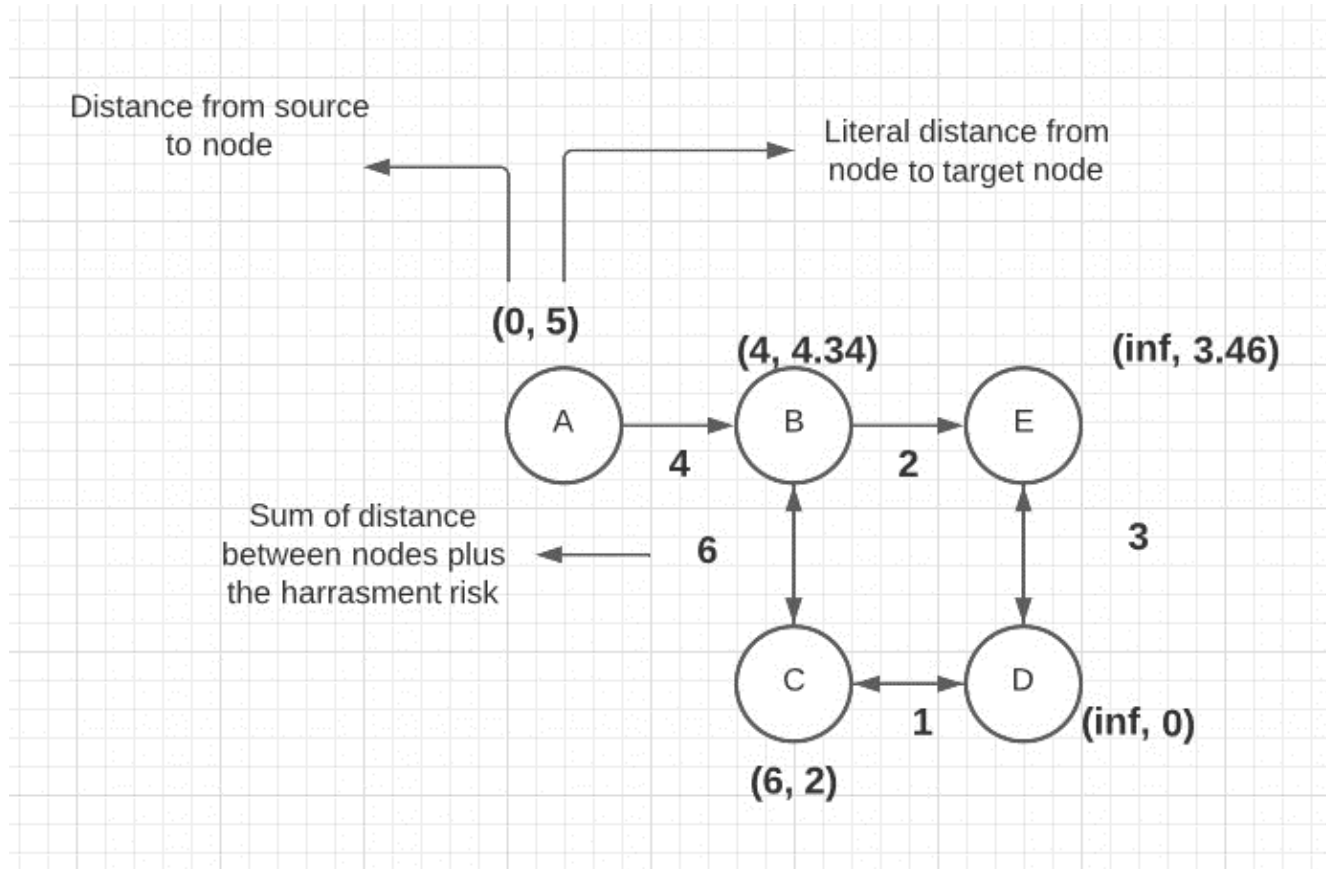 Distance from source
to node
Literal distance from
node to target node
(0, 5)
(4, 4.34)
(inf, 3.46)
A
B
E
4
2
Sum of distance
between nodes plus
the harrasment risk
6
3
C
D
1
(inf, 0)
(6, 2)